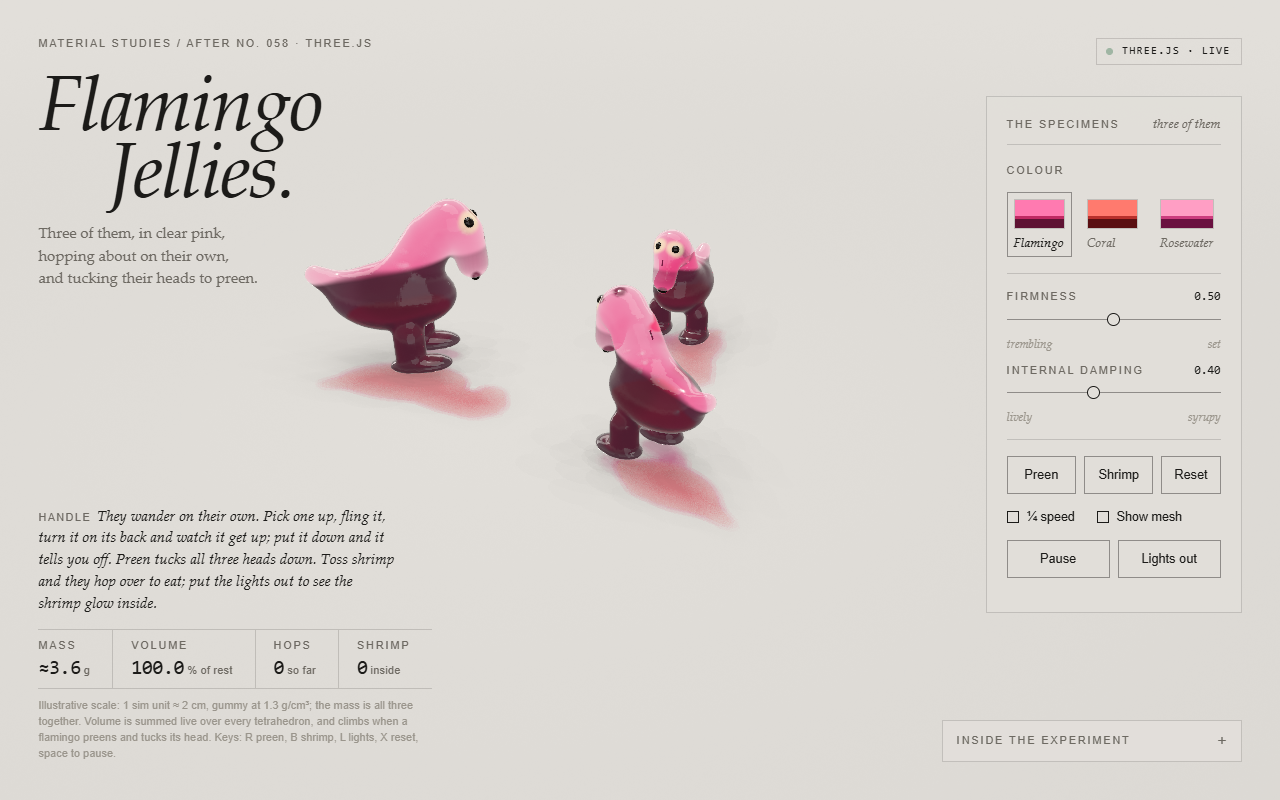 MATERIAL STUDIES / AFTER NO. 058 · THREE.JS
Flamingo
Jellies.
Three of them, in clear pink,
hopping about on their own,
and tucking their heads to preen.
HANDLE They wander on their own. Pick one up, fling it,
turn it on its back and watch it get up; put it down and it
tells you off. Preen tucks all three heads down. Toss shrimp
and they hop over to eat; put the lights out to see the
shrimp glow inside.
MASS
≈3.6 g
VOLUME
100.0 % of rest
HOPS
0 so far
SHRIMP
0 inside
Illustrative scale: 1 sim unit ≈ 2 cm, gummy at 1.3 g/cm³; the mass is all three
together. Volume is summed live over every tetrahedron, and climbs when a
flamingo preens and tucks its head. Keys: R preen, B shrimp, L lights, X reset,
space to pause.
THREE.JS · LIVE
THE SPECIMENS three of them
COLOUR
Flamingo Coral Rosewater
FIRMNESS 0.50
trembling set
INTERNAL DAMPING 0.40
lively syrupy
Preen Shrimp Reset
¼ speed Show mesh
Pause Lights out
INSIDE THE EXPERIMENT +